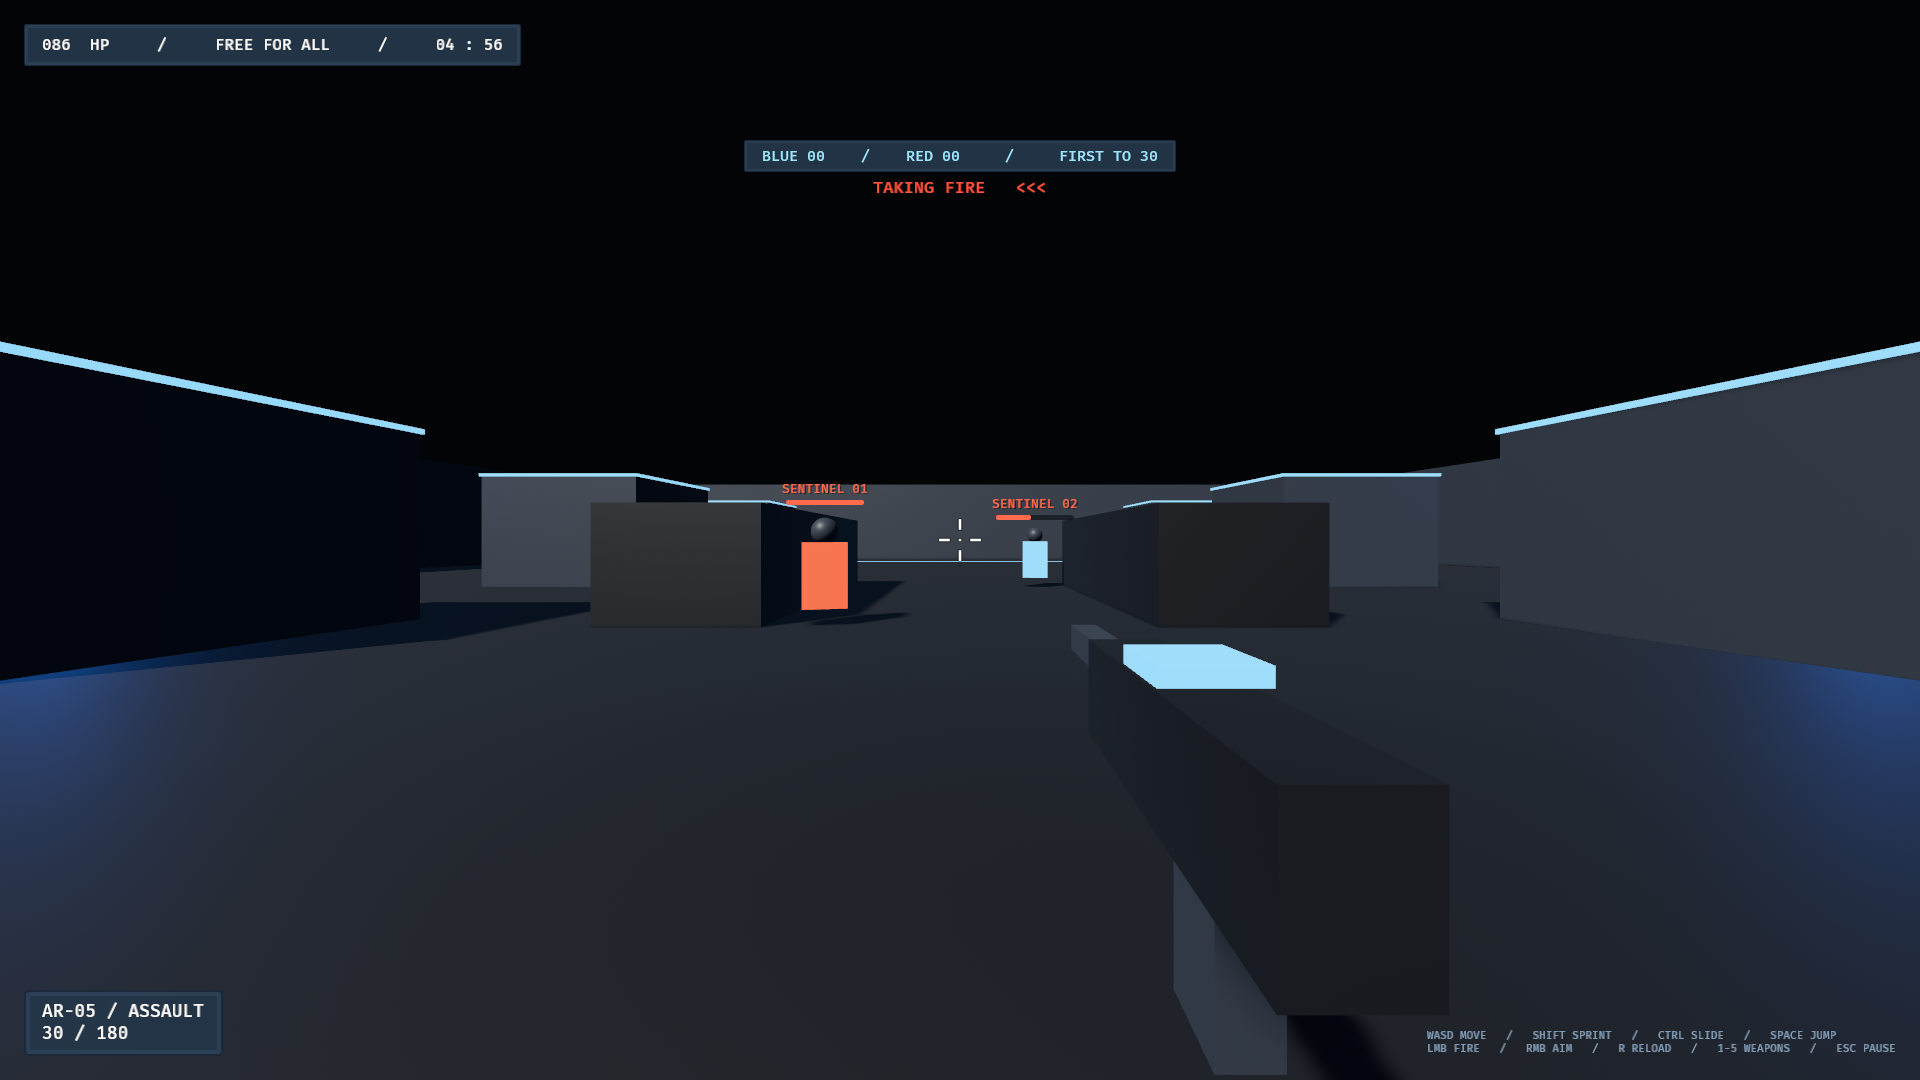 086 HP / FREE FOR ALL / 04 : 56
BLUE 00 / RED 00 / FIRST TO 30
TAKING FIRE <<<
SENTINEL 01
SENTINEL 02
AR-05 / ASSAULT
30 / 180
WASD MOVE / SHIFT SPRINT / CTRL SLIDE / SPACE JUMP
LMB FIRE / RMB AIM / R RELOAD / 1-5 WEAPONS / ESC PAUSE